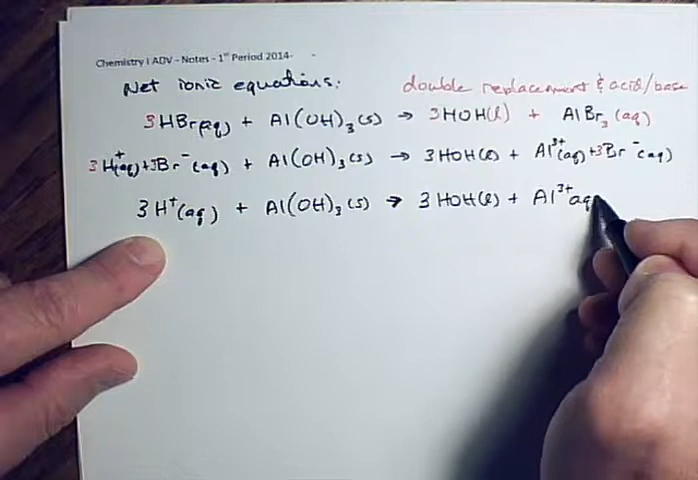 Chemistry I ADV - Notes - 1st Period 2014-
Net ionic equations: double replacement & acid/base
3HBr(aq) + Al(OH)₃(s) → 3HOH(l) + AlBr₃(aq)
3H⁺(aq)+3Br⁻(aq) + Al(OH)₃(s) → 3HOH(l) + Al³⁺(aq)+3Br⁻(aq)
3H⁺(aq) + Al(OH)₃(s) → 3HOH(l) + Al³⁺aq